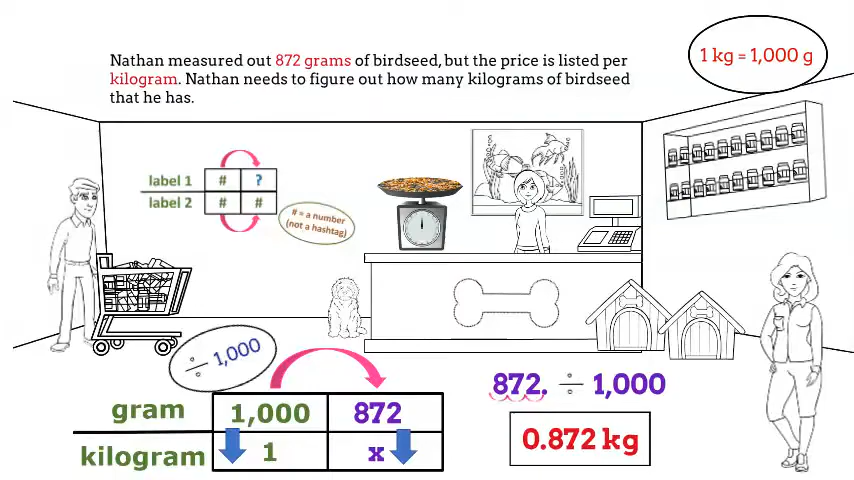 Nathan measured out 872 grams of birdseed, but the price is listed per
kilogram. Nathan needs to figure out how many kilograms of birdseed
that he has.
1 kg = 1,000 g
label 1 # ?
label 2 # #
# = a number
(not a hashtag)
÷ 1,000
gram 1,000 872
kilogram 1 x
872. ÷ 1,000
0.872 kg